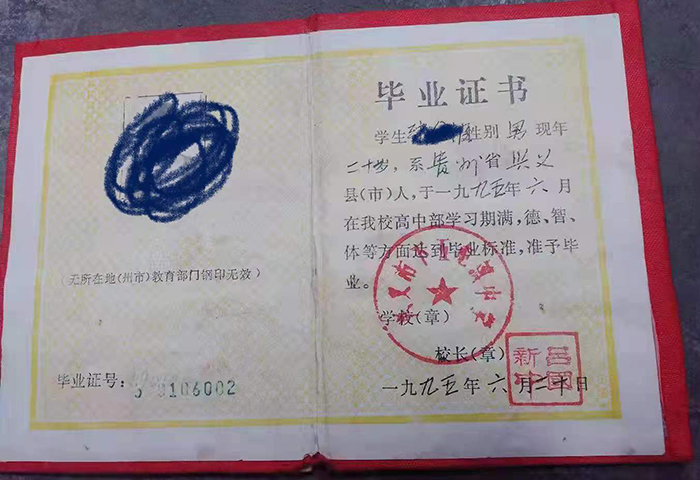 (无所在地(州市)教育部门钢印无效)
毕业证号:
9106002
毕业证书
学生 性别 男 现年
二十岁,系贵州省兴义
县(市)人,于一九九五年六月
在我校高中部学习期满,德、智、
体等方面达到毕业标准,准予毕
业。
学校(章)
校长(章)
一九九五年六月二十日